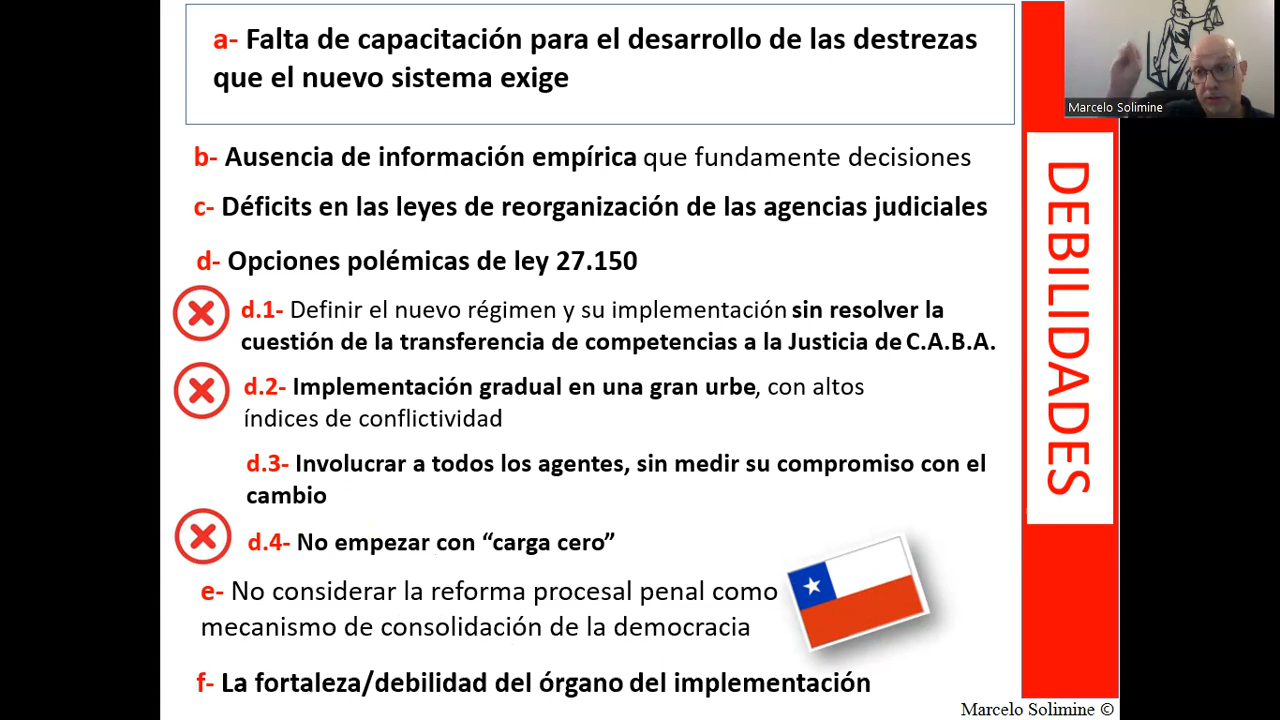 a- Falta de capacitación para el desarrollo de las destrezas
que el nuevo sistema exige
b- Ausencia de información empírica que fundamente decisiones
c- Déficits en las leyes de reorganización de las agencias judiciales
d- Opciones polémicas de ley 27.150
d.1- Definir el nuevo régimen y su implementación sin resolver la
cuestión de la transferencia de competencias a la Justicia de C.A.B.A.
d.2- Implementación gradual en una gran urbe, con altos
índices de conflictividad
d.3- Involucrar a todos los agentes, sin medir su compromiso con el
cambio
d.4- No empezar con “carga cero”
e- No considerar la reforma procesal penal como
mecanismo de consolidación de la democracia
f- La fortaleza/debilidad del órgano del implementación
Marcelo Solimine
DEBILIDADES
Marcelo Solimine ©